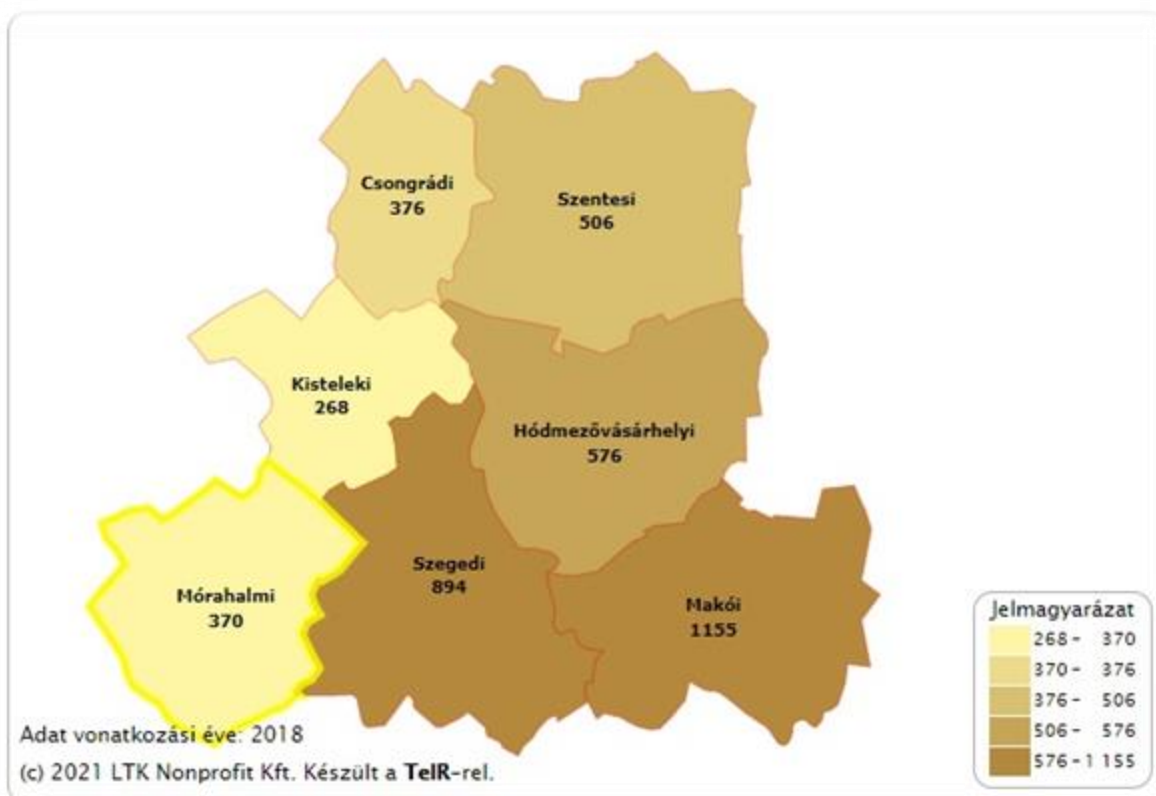 Csongrádi
376
Szentesi
506
Kisteleki
268
Hódmezővásárhelyi
576
Szegedi
894
Mórahalmi
370
Makói
1155
Jelmagyarázat
268 - 370
370 - 376
376 - 506
506 - 576
576 - 1 155
Adat vonatkozási éve: 2018
(c) 2021 LTK Nonprofit Kft. Készült a TeIR-rel.